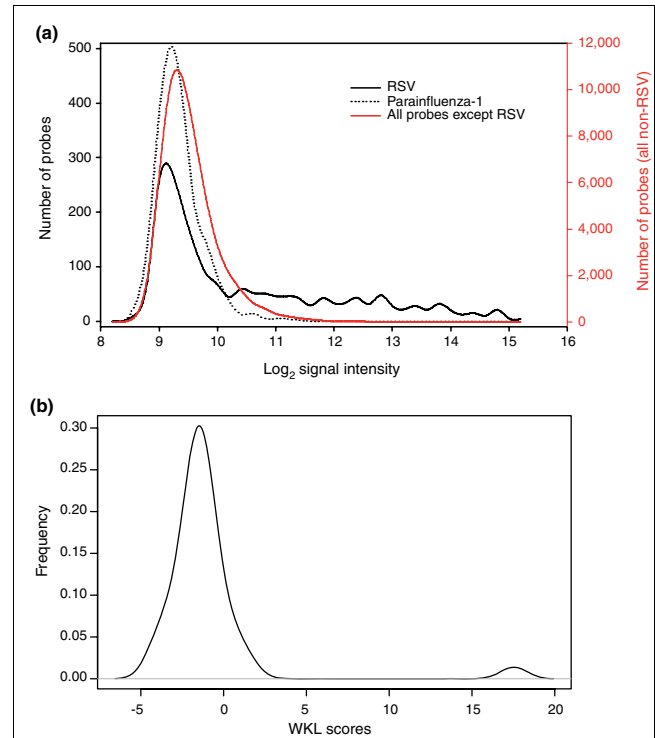 (a)
500
400
300
200
100
0
Number of probes
RSV
Parainfluenza-1
All probes except RSV
12,000
10,000
8,000
6,000
4,000
2,000
0
Number of probes (all non-RSV)
8 9 10 11 12 13 14 15 16
Log2 signal intensity
(b)
0.30
0.25
0.20
0.15
0.10
0.05
0.00
Frequency
-5 0 5 10 15 20
WKL scores